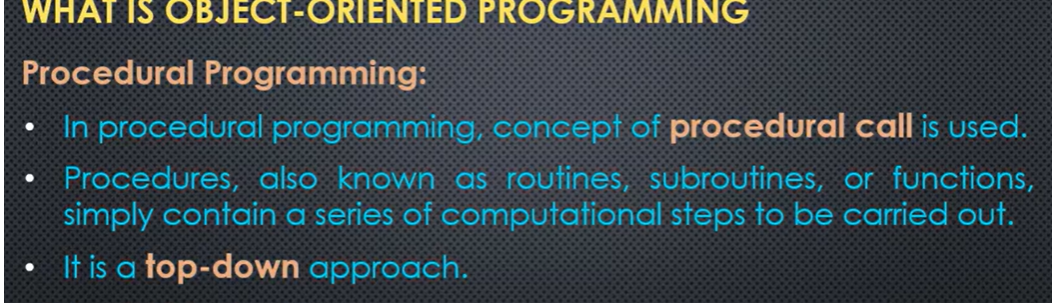 WHAT IS OBJECT-ORIENTED PROGRAMMING
Procedural Programming:
• In procedural programming, concept of procedural call is used.
• Procedures, also known as routines, subroutines, or functions,
simply contain a series of computational steps to be carried out.
• It is a top-down approach.